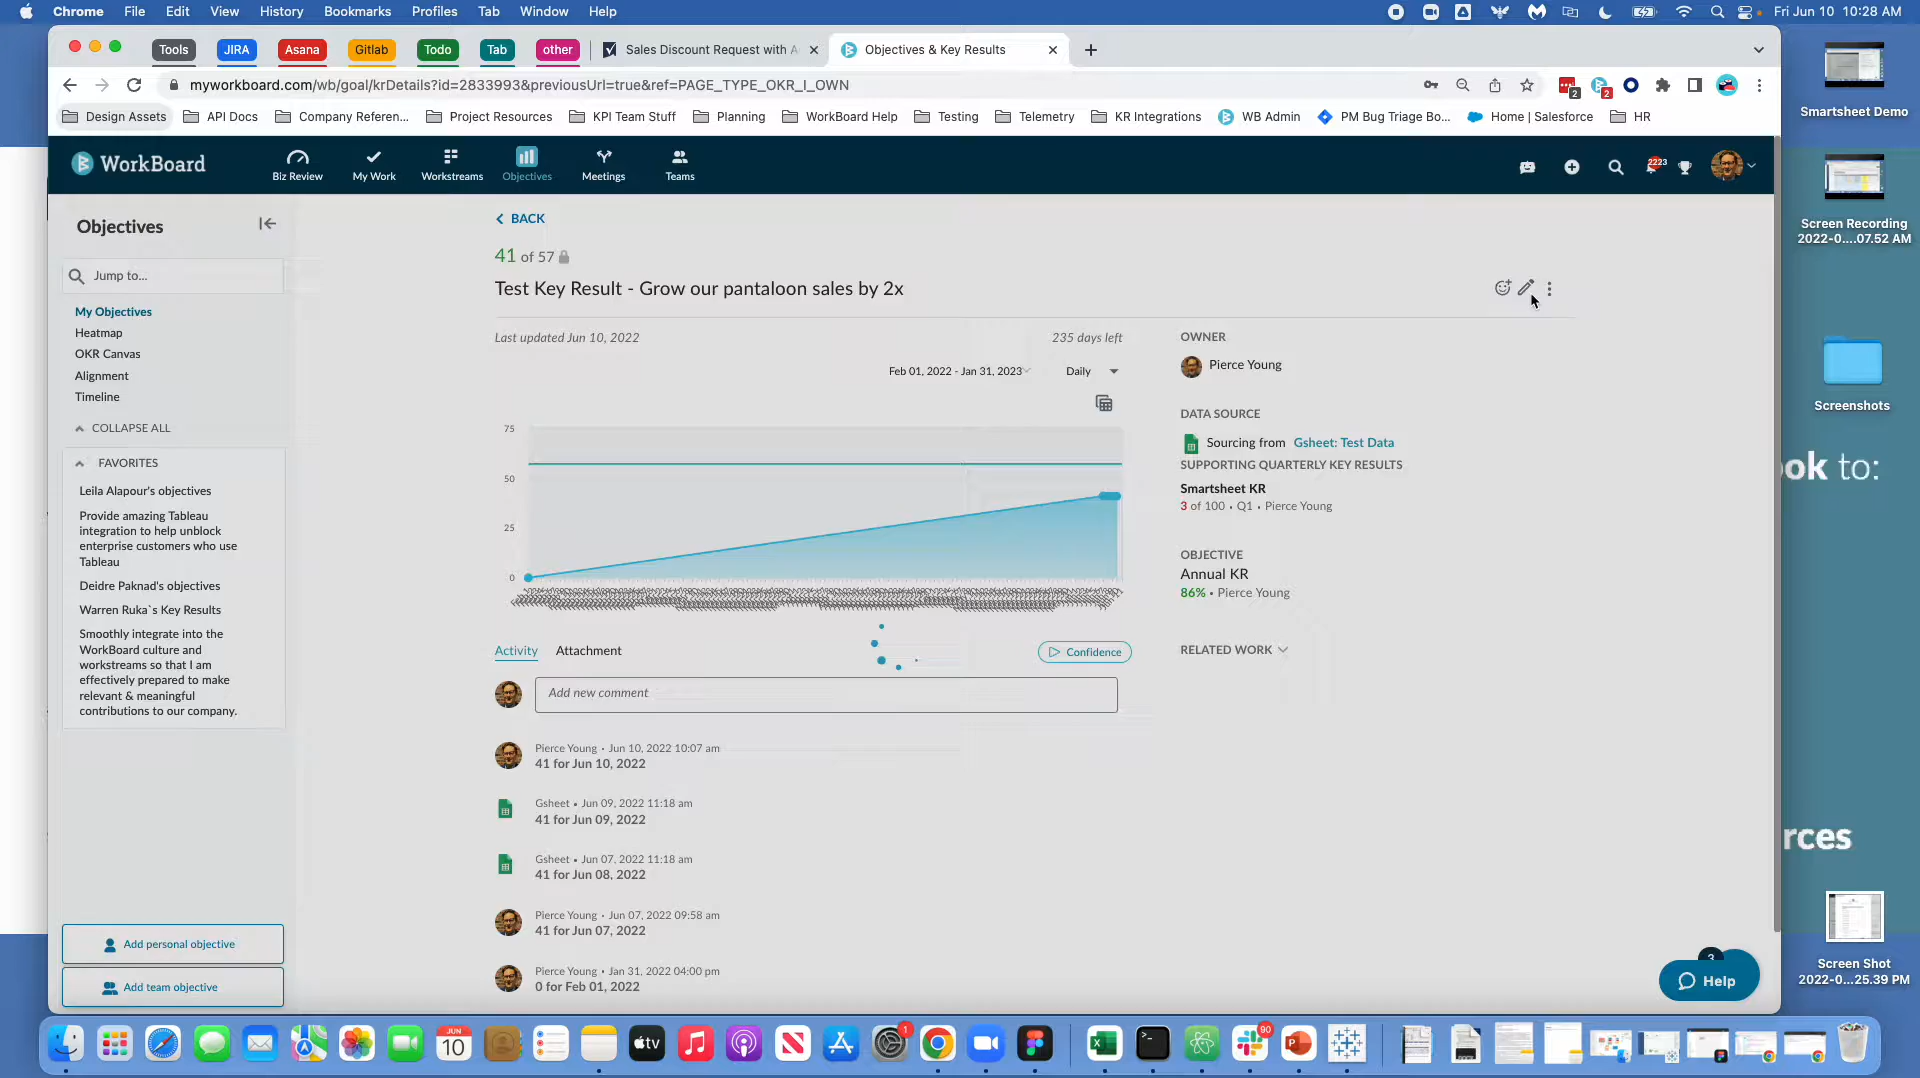 Chrome File Edit View History Bookmarks Profiles Tab Window Help
Fri Jun 10 10:28 AM
Tools JIRA Asana Gitlab Todo Tab other Sales Discount Request with A Objectives & Key Results
myworkboard.com/wb/goal/krDetails?id=2833993&previousUrl=true&ref=PAGE_TYPE_OKR_I_OWN
2 2
Design Assets API Docs Company Referen... Project Resources KPI Team Stuff Planning WorkBoard Help Testing Telemetry KR Integrations WB Admin PM Bug Triage Bo... Home | Salesforce HR
WorkBoard
Biz Review My Work Workstreams Objectives Meetings Teams
2223
Objectives
Jump to...
My Objectives
Heatmap
OKR Canvas
Alignment
Timeline
COLLAPSE ALL
FAVORITES
Leila Alapour's objectives
Provide amazing Tableau
integration to help unblock
enterprise customers who use
Tableau
Deidre Paknad's objectives
Warren Ruka`s Key Results
Smoothly integrate into the
WorkBoard culture and
workstreams so that I am
effectively prepared to make
relevant & meaningful
contributions to our company.
Add personal objective
Add team objective
BACK
41 of 57
Test Key Result - Grow our pantaloon sales by 2x
Last updated Jun 10, 2022
235 days left
Feb 01, 2022 - Jan 31, 2023
Daily
75
50
25
0
Activity Attachment
Confidence
Add new comment
Pierce Young • Jun 10, 2022 10:07 am
41 for Jun 10, 2022
Gsheet • Jun 09, 2022 11:18 am
41 for Jun 09, 2022
Gsheet • Jun 07, 2022 11:18 am
41 for Jun 08, 2022
Pierce Young • Jun 07, 2022 09:58 am
41 for Jun 07, 2022
Pierce Young • Jan 31, 2022 04:00 pm
0 for Feb 01, 2022
OWNER
Pierce Young
DATA SOURCE
Sourcing from Gsheet: Test Data
SUPPORTING QUARTERLY KEY RESULTS
Smartsheet KR
3 of 100 • Q1 • Pierce Young
OBJECTIVE
Annual KR
86% • Pierce Young
RELATED WORK
3
Help
Smartsheet Demo
Screen Recording
2022-0....07.52 AM
Screenshots
ok to:
rces
Screen Shot
2022-0...25.39 PM
JUN
10
tv
1
90